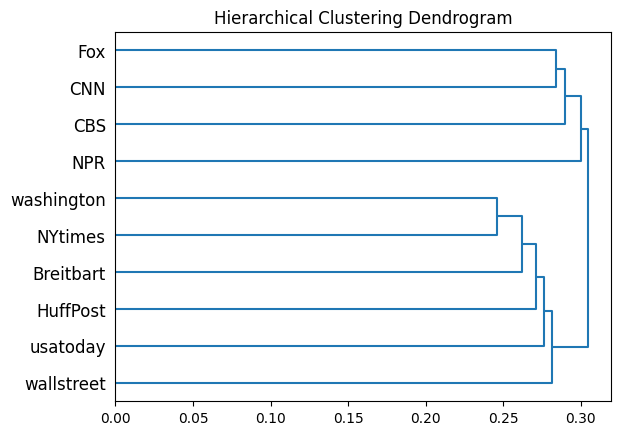 Hierarchical Clustering Dendrogram
Fox
CNN
CBS
NPR
washington
NYtimes
Breitbart
HuffPost
usatoday
wallstreet
0.00 0.05 0.10 0.15 0.20 0.25 0.30